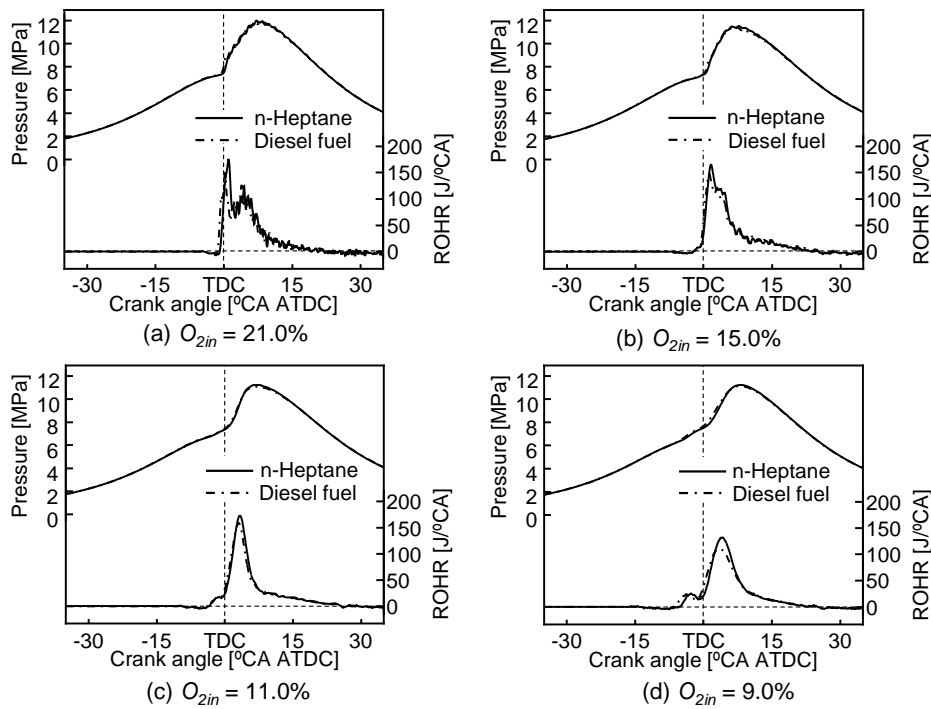 12
10
8
6
4
2
0
Pressure [MPa]
n-Heptane
Diesel fuel
200
150
100
50
0
ROHR [J/ºCA]
-30 -15 TDC 15 30
Crank angle [ºCA ATDC]
(a) O2in = 21.0%
12
10
8
6
4
2
0
Pressure [MPa]
n-Heptane
Diesel fuel
200
150
100
50
0
ROHR [J/ºCA]
-30 -15 TDC 15 30
Crank angle [ºCA ATDC]
(b) O2in = 15.0%
12
10
8
6
4
2
0
Pressure [MPa]
n-Heptane
Diesel fuel
200
150
100
50
0
ROHR [J/ºCA]
-30 -15 TDC 15 30
Crank angle [ºCA ATDC]
(c) O2in = 11.0%
12
10
8
6
4
2
0
Pressure [MPa]
n-Heptane
Diesel fuel
200
150
100
50
0
ROHR [J/ºCA]
-30 -15 TDC 15 30
Crank angle [ºCA ATDC]
(d) O2in = 9.0%